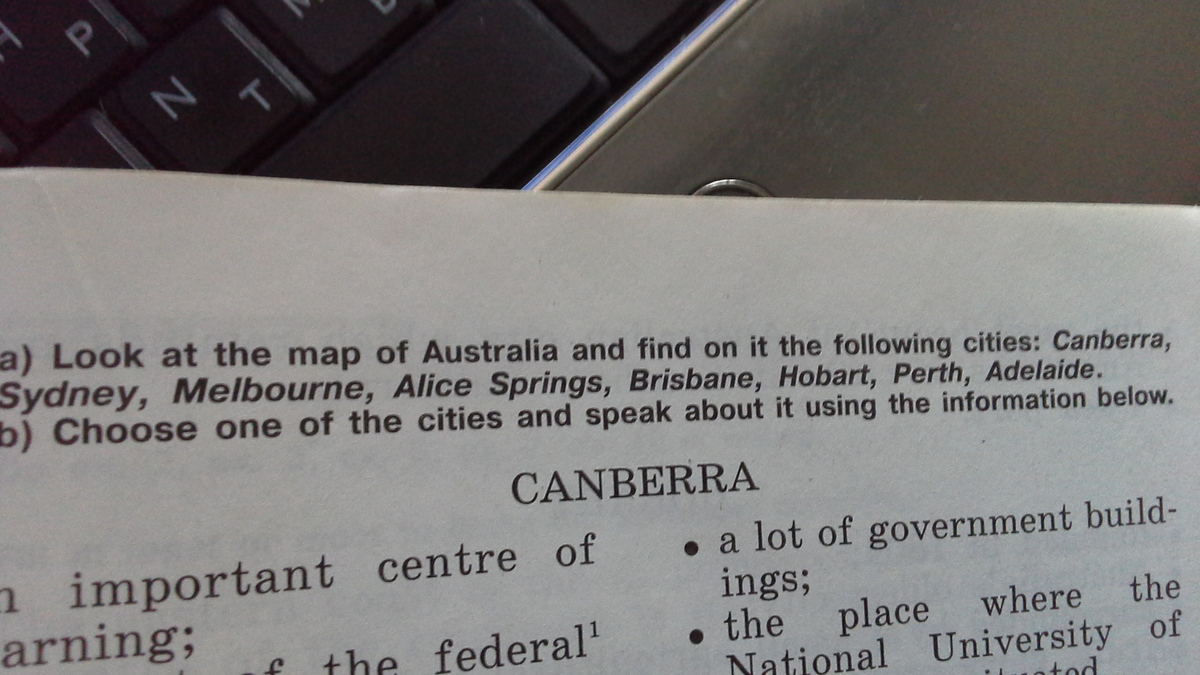 P
N T
a) Look at the map of Australia and find on it the following cities: Canberra,
Sydney, Melbourne, Alice Springs, Brisbane, Hobart, Perth, Adelaide.
b) Choose one of the cities and speak about it using the information below.
CANBERRA
important centre of
arning;
of the federal¹
• a lot of government build-
ings;
• the place where the
National University of